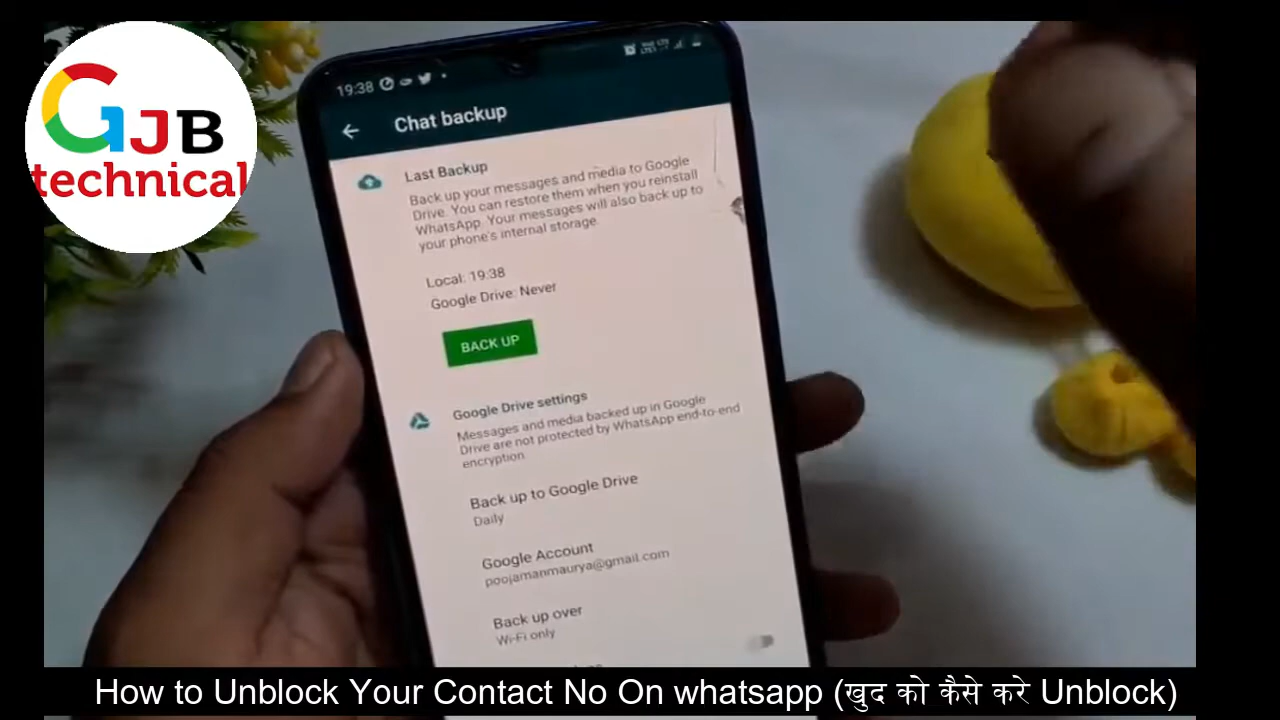 GJB
technical
19:38
Chat backup
Last Backup
Back up your messages and media to Google
Drive. You can restore them when you reinstall
WhatsApp. Your messages will also back up to
your phone's internal storage.
Local: 19:38
Google Drive: Never
BACK UP
Google Drive settings
Messages and media backed up in Google
Drive are not protected by WhatsApp end-to-end
encryption.
Back up to Google Drive
Daily
Google Account
poojamanmaurya@gmail.com
Back up over
Wi-Fi only
How to Unblock Your Contact No On whatsapp (खुद को कैसे करे Unblock)